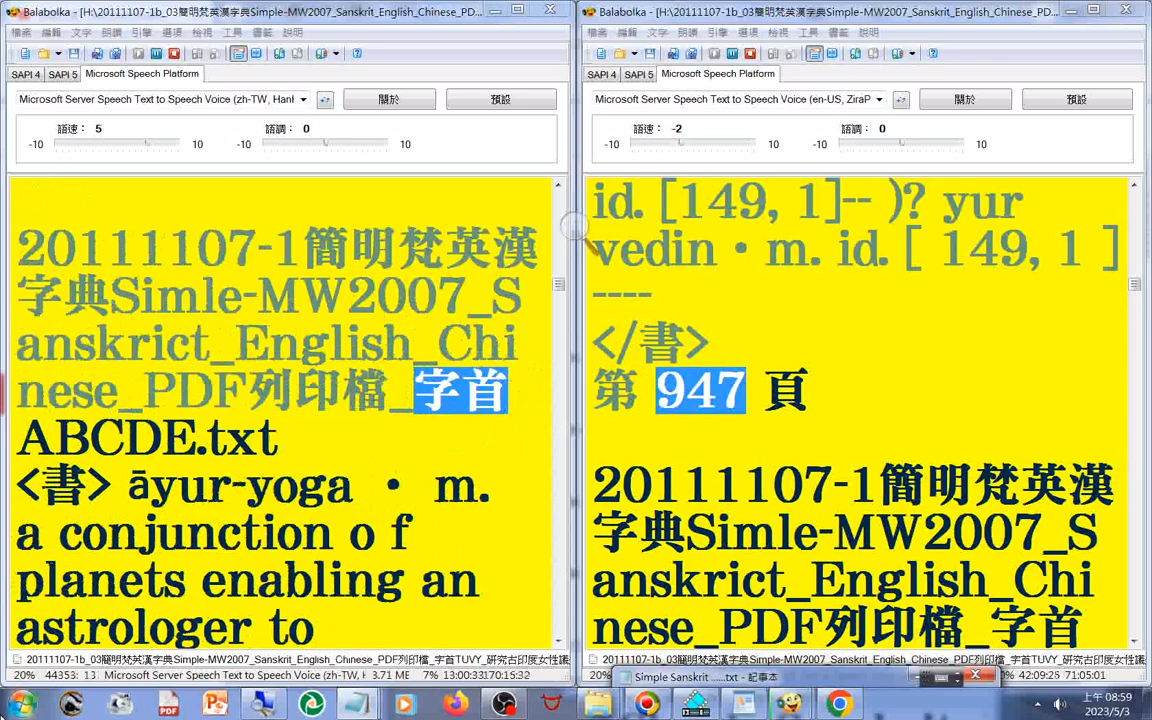 Balabolka - [H:\20111107-1b_03簡明梵英漢字典Simple-MW2007_Sanskrit_English_Chinese_PD...
檔案 編輯 文字 朗讀 引擎 選項 檢視 工具 書籤 說明
SAPI 4 SAPI 5 Microsoft Speech Platform
Microsoft Server Speech Text to Speech Voice (zh-TW, HanH 關於 預設
語速： 5 語調： 0
-10 10 -10 10
20111107-1簡明梵英漢
字典Simle-MW2007_S
anskrict_English_Chi
nese_PDF列印檔_字首
ABCDE.txt
<書> āyur-yoga • m.
a conjunction o f
planets enabling an
astrologer to
20111107-1b_03簡明梵英漢字典Simple-MW2007_Sanskrit_English_Chinese_PDF列印檔_字首TUVY_研究古印度女性議
20% 44353: 13 Microsoft Speech Platform: Microsoft Server Speech Text to Speech Voice (zh-TW, H 3.71 ME 7% 13:00:33/170:15:32
Balabolka - [H:\20111107-1b_03簡明梵英漢字典Simple-MW2007_Sanskrit_English_Chinese_PD...
檔案 編輯 文字 朗讀 引擎 選項 檢視 工具 書籤 說明
SAPI 4 SAPI 5 Microsoft Speech Platform
Microsoft Server Speech Text to Speech Voice (en-US, ZiraP 關於 預設
語速： -2 語調： 0
-10 10 -10 10
id. [149, 1]-- )? yur
vedin • m. id. [ 149, 1 ]
----
</書>
第 947 頁
20111107-1簡明梵英漢
字典Simle-MW2007_S
anskrict_English_Chi
nese_PDF列印檔_字首
20111107-1b_03簡明梵英漢字典Simple-MW2007_Sanskrit_English_Chinese_PDF列印檔_字首TUVY_研究古印度女性議
20% 42:09:25 71:05:01
Simple Sanskrit ......txt - 記事本
上午 08:59
2023/5/3